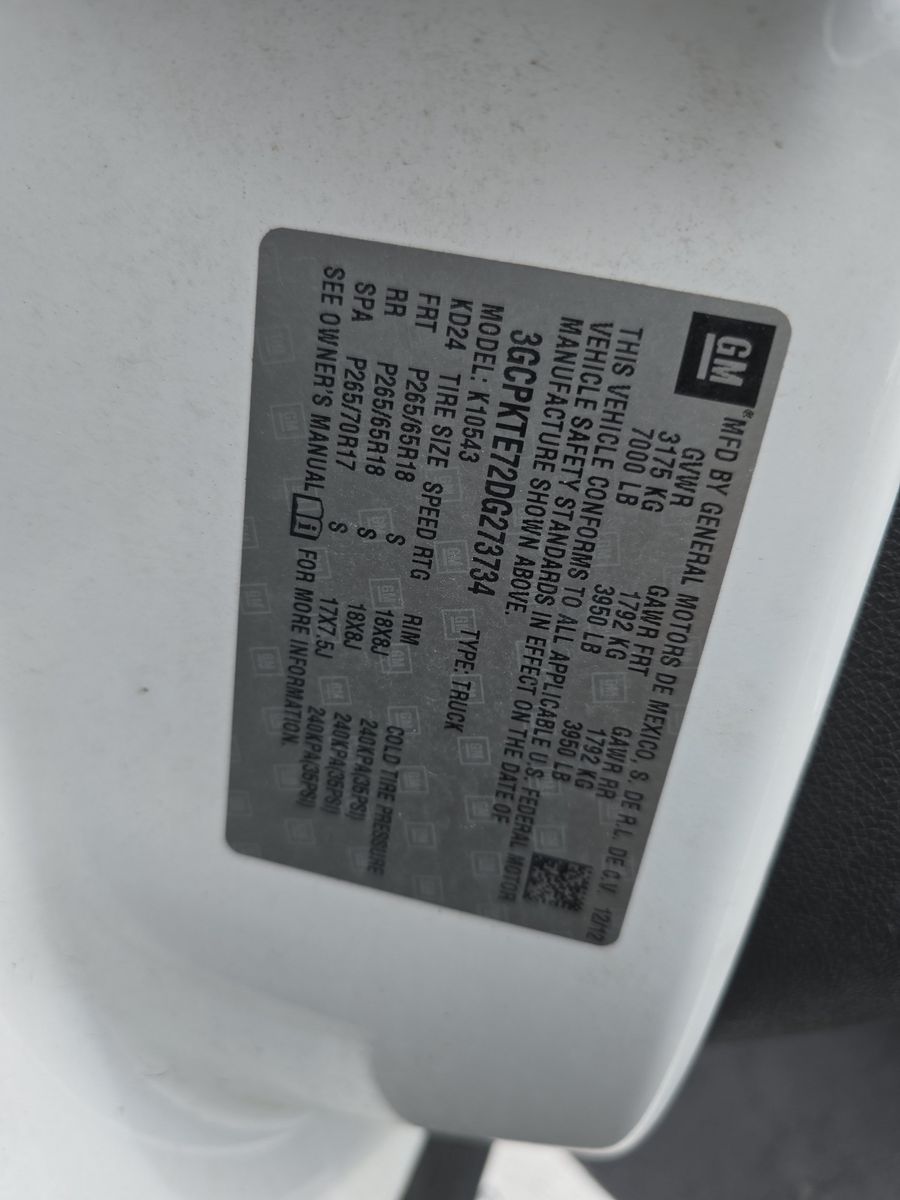 GM® MFD BY GENERAL MOTORS DE MEXICO, S. DE R.L. DE C.V. 12/12
GVWR GAWR FRT GAWR RR
3175 KG 1792 KG 1792 KG
7000 LB 3950 LB 3950 LB
THIS VEHICLE CONFORMS TO ALL APPLICABLE U.S. FEDERAL MOTOR
VEHICLE SAFETY STANDARDS IN EFFECT ON THE DATE OF
MANUFACTURE SHOWN ABOVE.
3GCPKTE72DG273734 TYPE: TRUCK
MODEL: K10543
KD24 TIRE SIZE SPEED RTG RIM COLD TIRE PRESSURE
FRT P265/65R18 S 18X8J 240KPA(35PSI)
RR P265/65R18 S 18X8J 240KPA(35PSI)
SPA P265/70R17 S 17X7.5J 240KPA(35PSI)
SEE OWNER'S MANUAL FOR MORE INFORMATION.